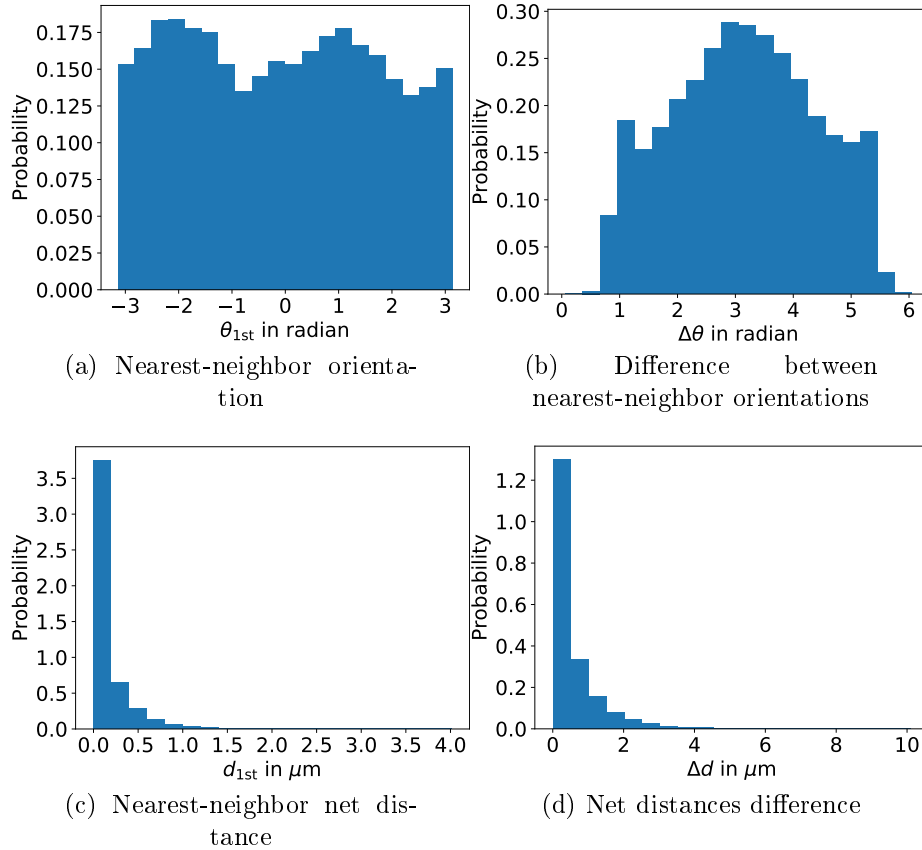 0.175
0.150
0.125
0.100
0.075
0.050
0.025
0.000
Probability
−3 −2 −1 0 1 2 3
θ1st in radian
(a) Nearest-neighbor orienta-
tion
0.30
0.25
0.20
0.15
0.10
0.05
0.00
Probability
0 1 2 3 4 5 6
Δθ in radian
(b) Difference between
nearest-neighbor orientations
3.5
3.0
2.5
2.0
1.5
1.0
0.5
0.0
Probability
0.0 0.5 1.0 1.5 2.0 2.5 3.0 3.5 4.0
d1st in μm
(c) Nearest-neighbor net dis-
tance
1.2
1.0
0.8
0.6
0.4
0.2
0.0
Probability
0 2 4 6 8 10
Δd in μm
(d) Net distances difference